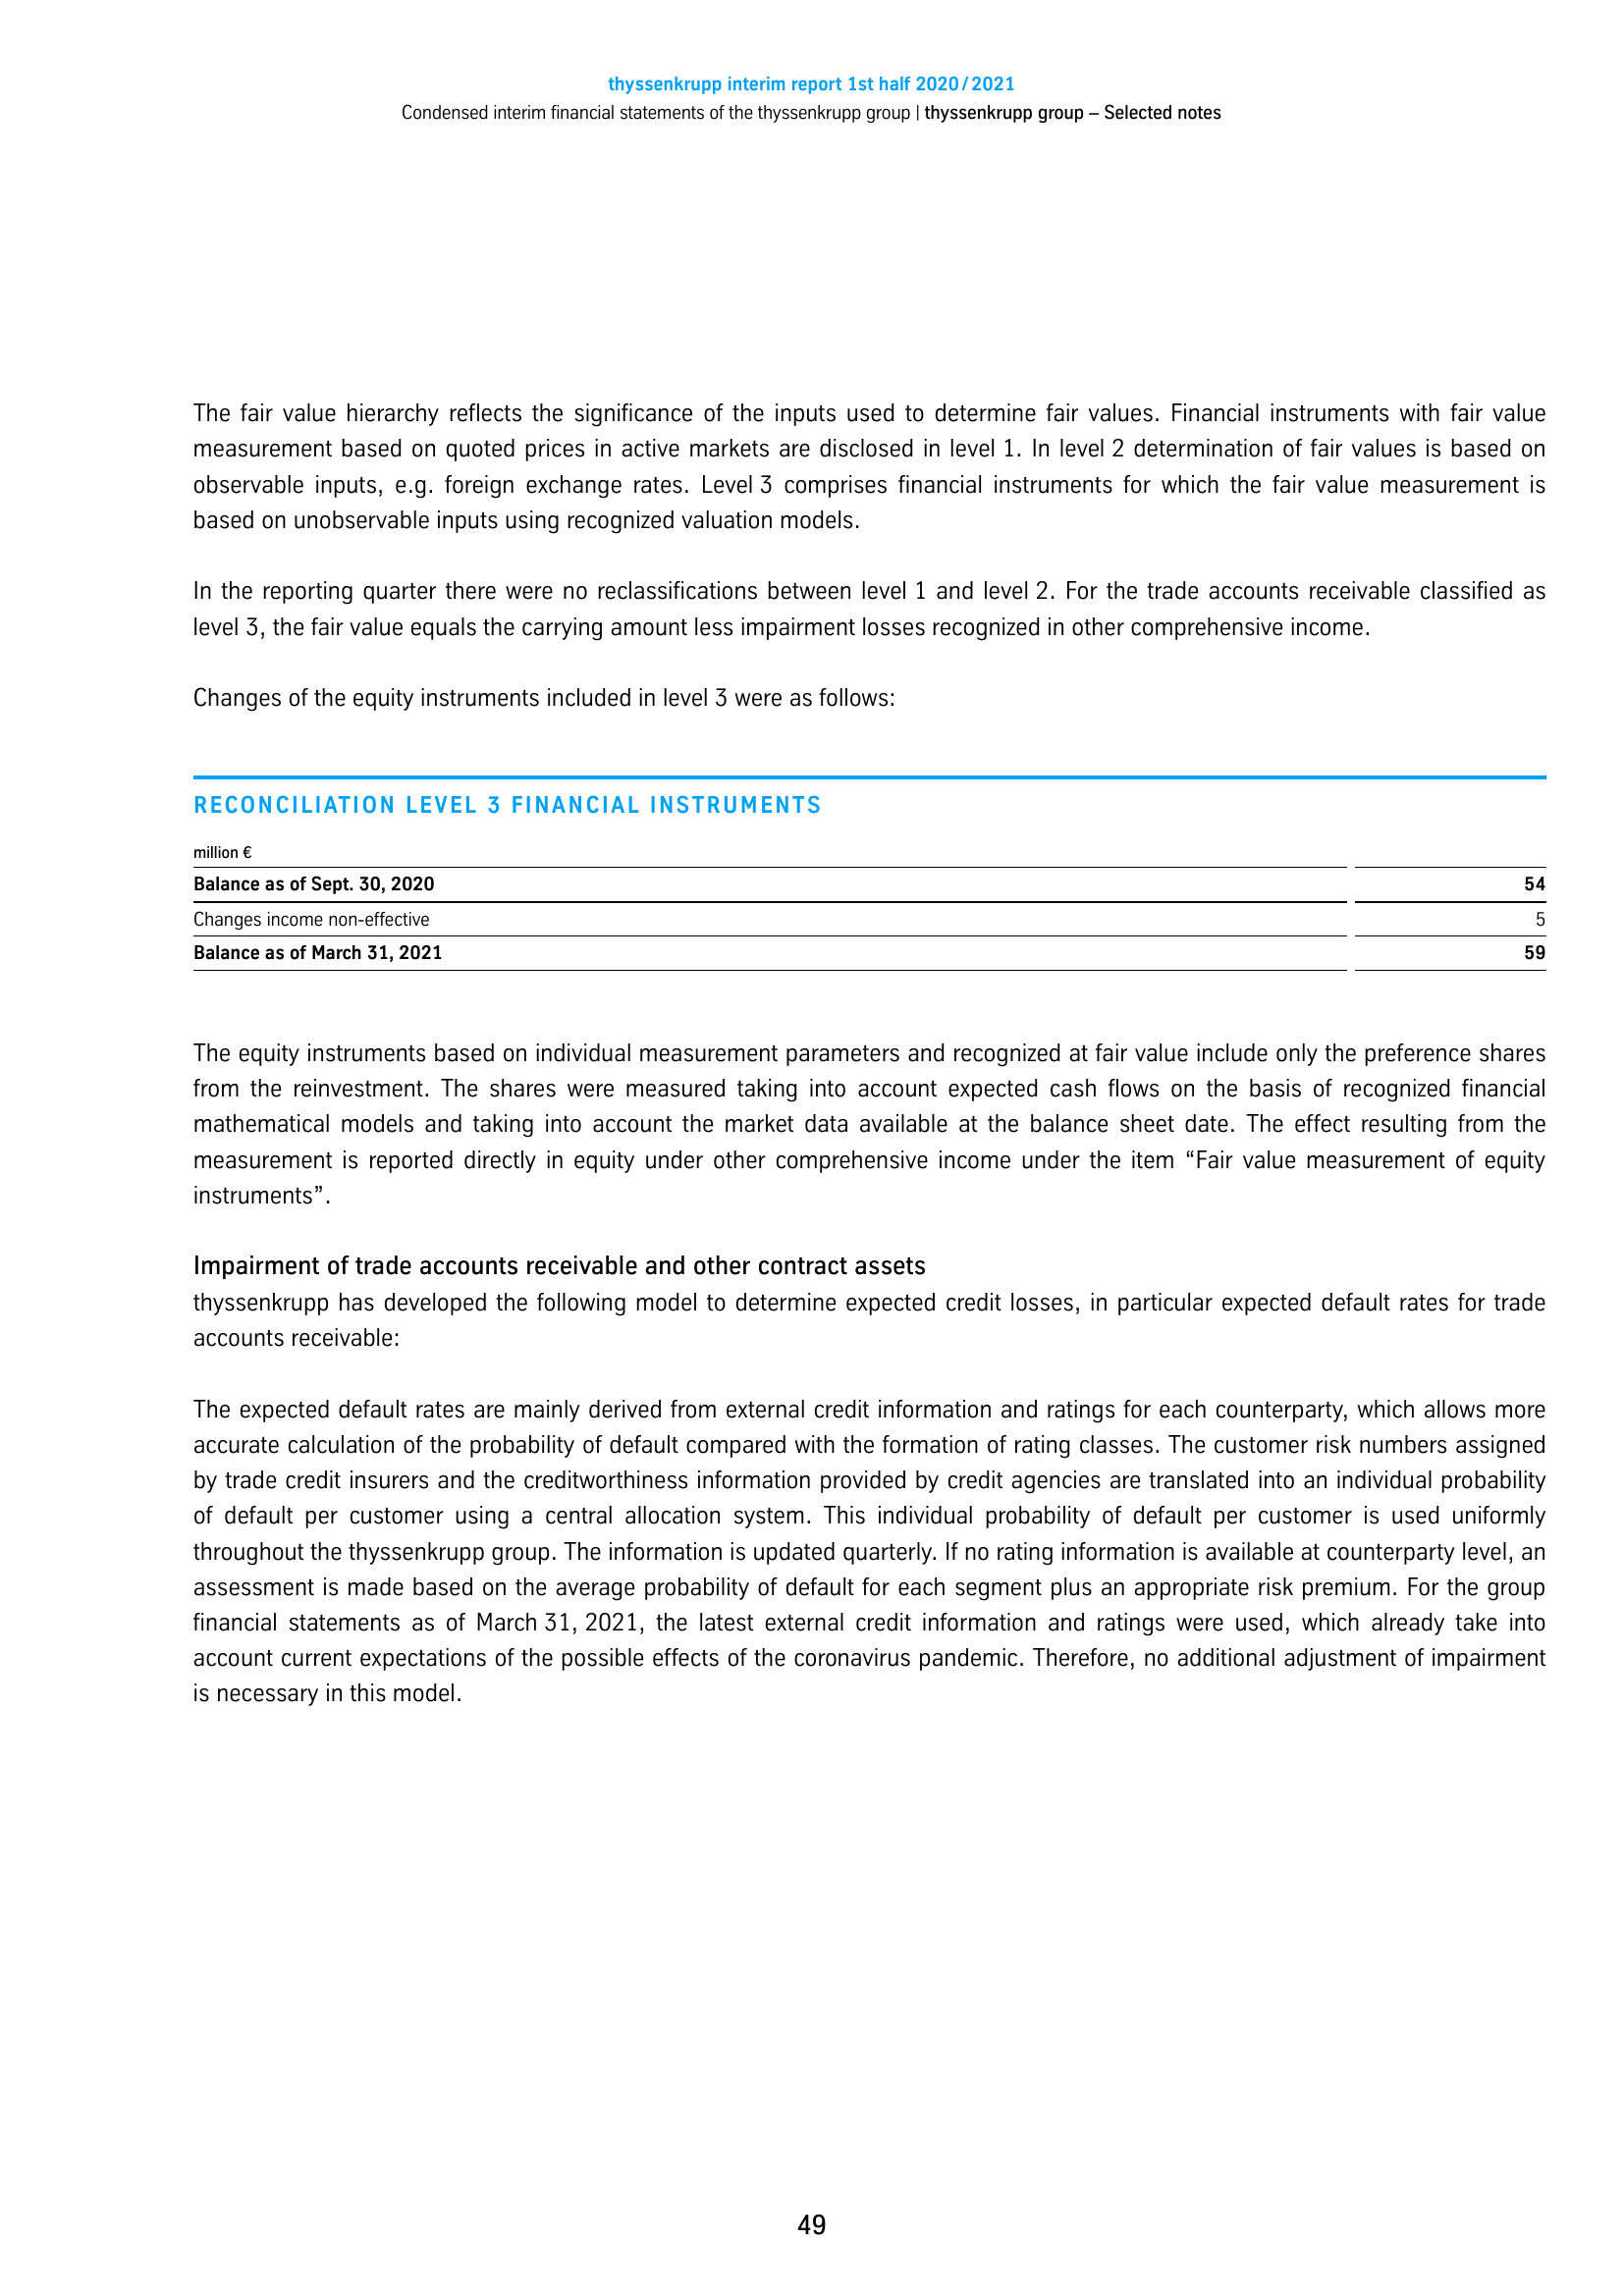 thyssenkrupp interim report 1st half 2020 / 2021
Condensed interim financial statements of the thyssenkrupp group | thyssenkrupp group – Selected notes
The fair value hierarchy reflects the significance of the inputs used to determine fair values. Financial instruments with fair value
measurement based on quoted prices in active markets are disclosed in level 1. In level 2 determination of fair values is based on
observable inputs, e.g. foreign exchange rates. Level 3 comprises financial instruments for which the fair value measurement is
based on unobservable inputs using recognized valuation models.
In the reporting quarter there were no reclassifications between level 1 and level 2. For the trade accounts receivable classified as
level 3, the fair value equals the carrying amount less impairment losses recognized in other comprehensive income.
Changes of the equity instruments included in level 3 were as follows:
RECONCILIATION LEVEL 3 FINANCIAL INSTRUMENTS
million €
Balance as of Sept. 30, 2020 54
Changes income non-effective 5
Balance as of March 31, 2021 59
The equity instruments based on individual measurement parameters and recognized at fair value include only the preference shares
from the reinvestment. The shares were measured taking into account expected cash flows on the basis of recognized financial
mathematical models and taking into account the market data available at the balance sheet date. The effect resulting from the
measurement is reported directly in equity under other comprehensive income under the item “Fair value measurement of equity
instruments”.
Impairment of trade accounts receivable and other contract assets
thyssenkrupp has developed the following model to determine expected credit losses, in particular expected default rates for trade
accounts receivable:
The expected default rates are mainly derived from external credit information and ratings for each counterparty, which allows more
accurate calculation of the probability of default compared with the formation of rating classes. The customer risk numbers assigned
by trade credit insurers and the creditworthiness information provided by credit agencies are translated into an individual probability
of default per customer using a central allocation system. This individual probability of default per customer is used uniformly
throughout the thyssenkrupp group. The information is updated quarterly. If no rating information is available at counterparty level, an
assessment is made based on the average probability of default for each segment plus an appropriate risk premium. For the group
financial statements as of March 31, 2021, the latest external credit information and ratings were used, which already take into
account current expectations of the possible effects of the coronavirus pandemic. Therefore, no additional adjustment of impairment
is necessary in this model.
49